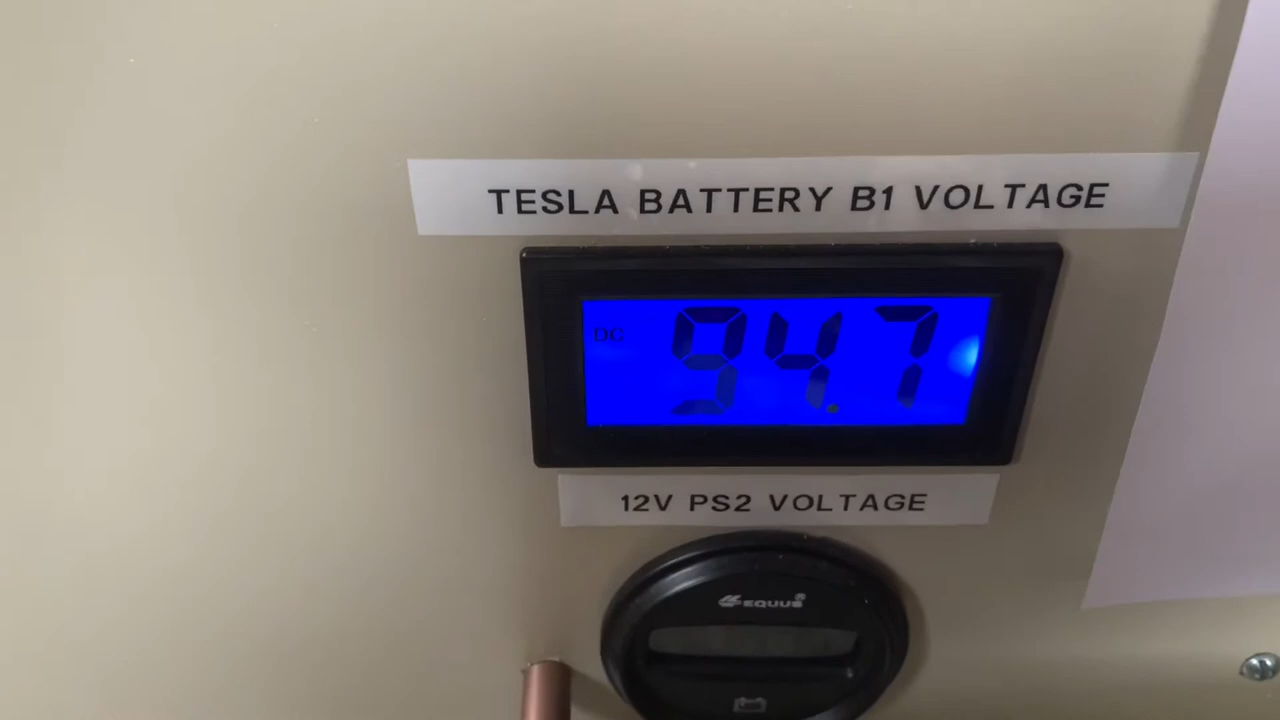 TESLA BATTERY B1 VOLTAGE
DC 94.7
12V PS2 VOLTAGE
EQUUS®